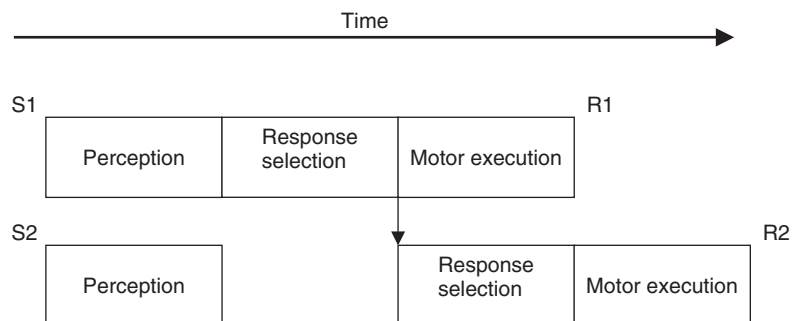 Time
S1
R1
Perception
Response
selection
Motor execution
S2
R2
Perception
Response
selection
Motor execution